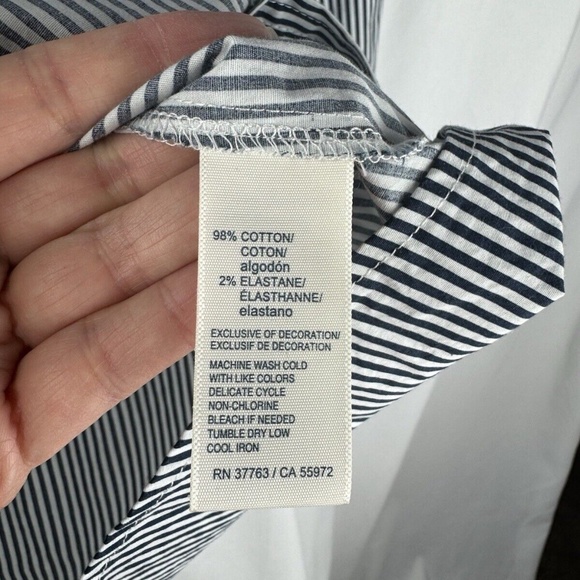 98% COTTON/
COTON/
algodón
2% ELASTANE/
ÉLASTHANNE/
elastano
EXCLUSIVE OF DECORATION/
EXCLUSIF DE DECORATION
MACHINE WASH COLD
WITH LIKE COLORS
DELICATE CYCLE
NON-CHLORINE
BLEACH IF NEEDED
TUMBLE DRY LOW
COOL IRON
RN 37763 / CA 55972